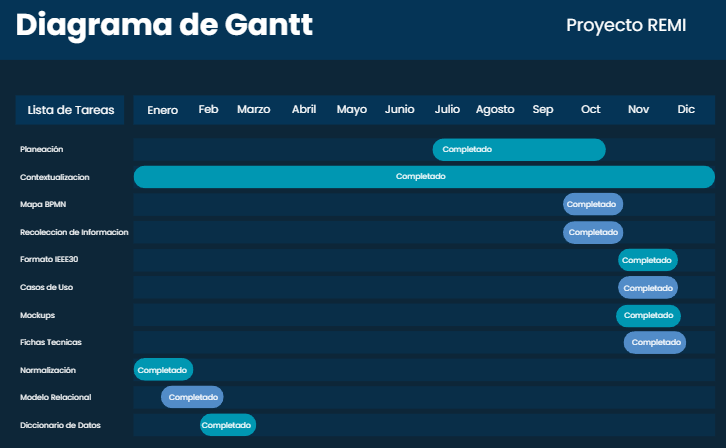 Diagrama de Gantt
Proyecto REMI
Lista de Tareas Enero Feb Marzo Abril Mayo Junio Julio Agosto Sep Oct Nov Dic
Planeación Completado
Contextualizacion Completado
Mapa BPMN Completado
Recoleccion de Informacion Completado
Formato IEEE30 Completado
Casos de Uso Completado
Mockups Completado
Fichas Tecnicas Completado
Normalización Completado
Modelo Relacional Completado
Diccionario de Datos Completado